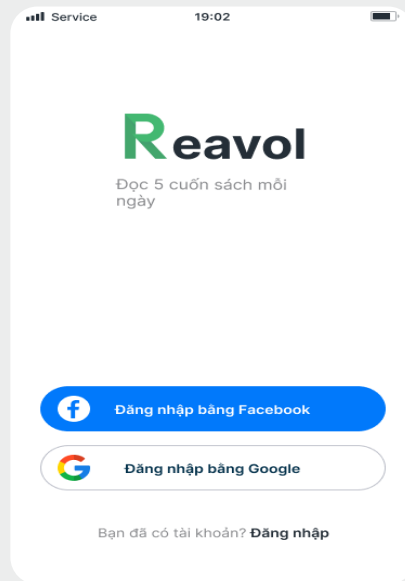 Service
19:02
Reavol
Đọc 5 cuốn sách mỗi
ngày
Đăng nhập bằng Facebook
Đăng nhập bằng Google
Bạn đã có tài khoản? Đăng nhập